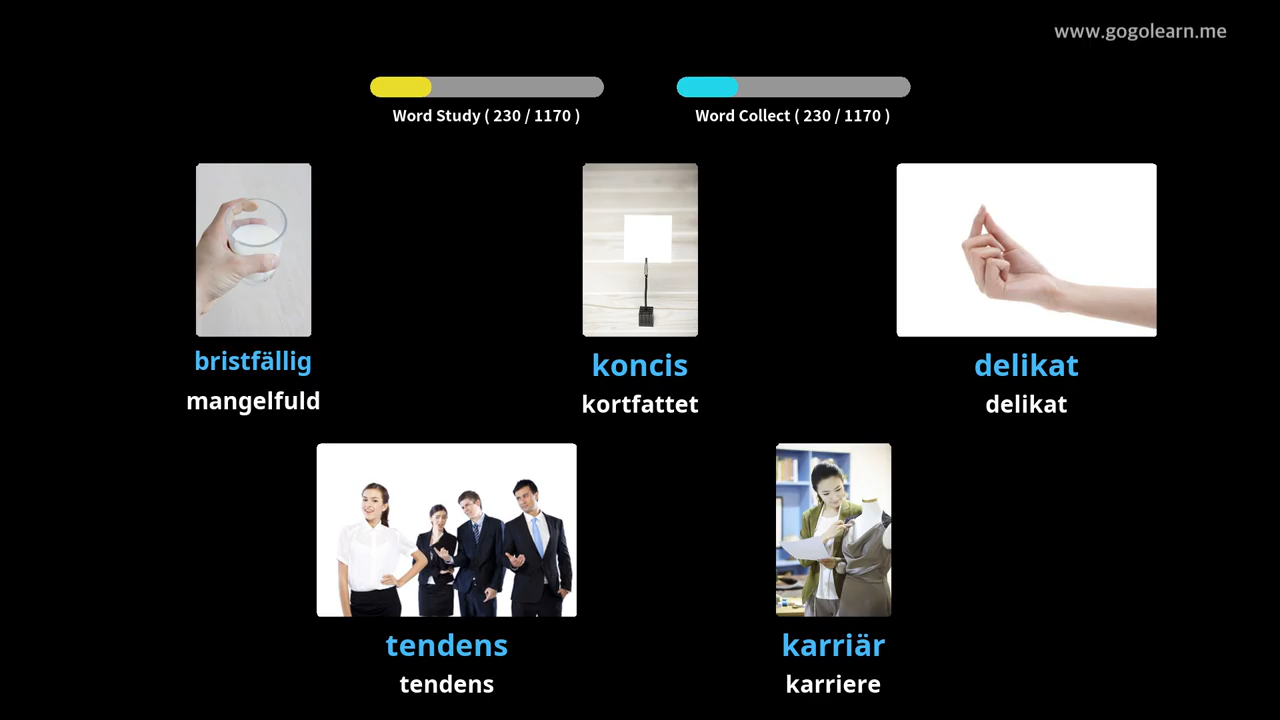 www.gogolearn.me
Word Study ( 230 / 1170 )
Word Collect ( 230 / 1170 )
bristfällig
mangelfuld
koncis
kortfattet
delikat
delikat
tendens
tendens
karriär
karriere